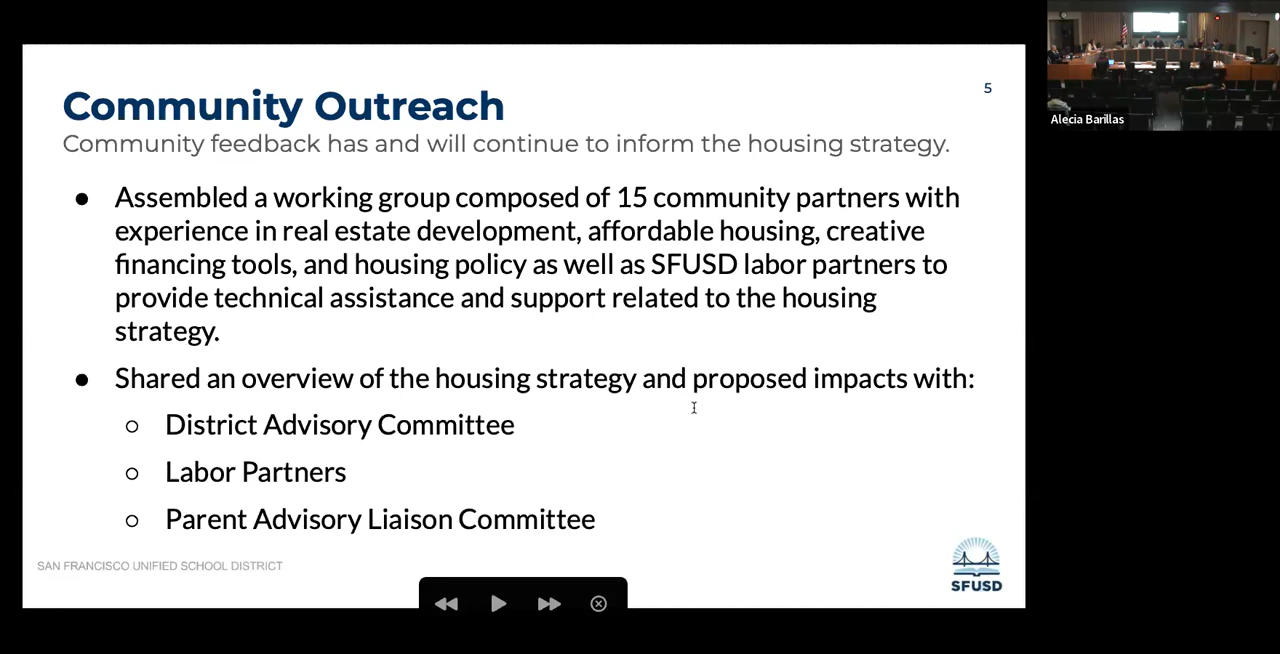 5
Community Outreach
Community feedback has and will continue to inform the housing strategy.
● Assembled a working group composed of 15 community partners with
experience in real estate development, affordable housing, creative
financing tools, and housing policy as well as SFUSD labor partners to
provide technical assistance and support related to the housing
strategy.
● Shared an overview of the housing strategy and proposed impacts with:
○ District Advisory Committee
○ Labor Partners
○ Parent Advisory Liaison Committee
SAN FRANCISCO UNIFIED SCHOOL DISTRICT
SFUSD
Alecia Barillas